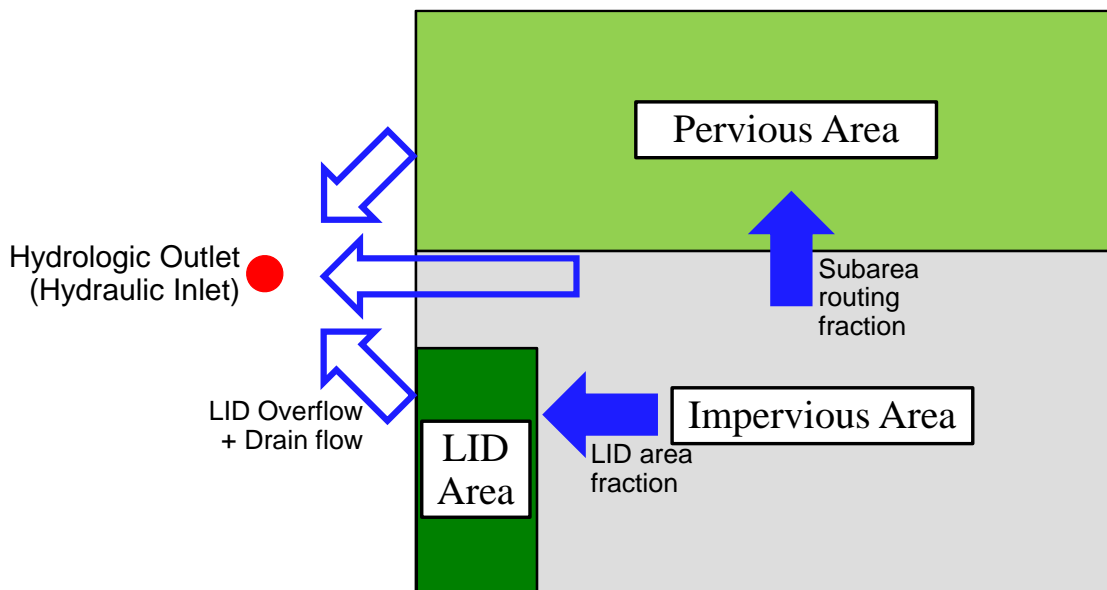 Pervious Area
Hydrologic Outlet
(Hydraulic Inlet)
Subarea
routing
fraction
LID Overflow
+ Drain flow
LID
Area
LID area
fraction
Impervious Area